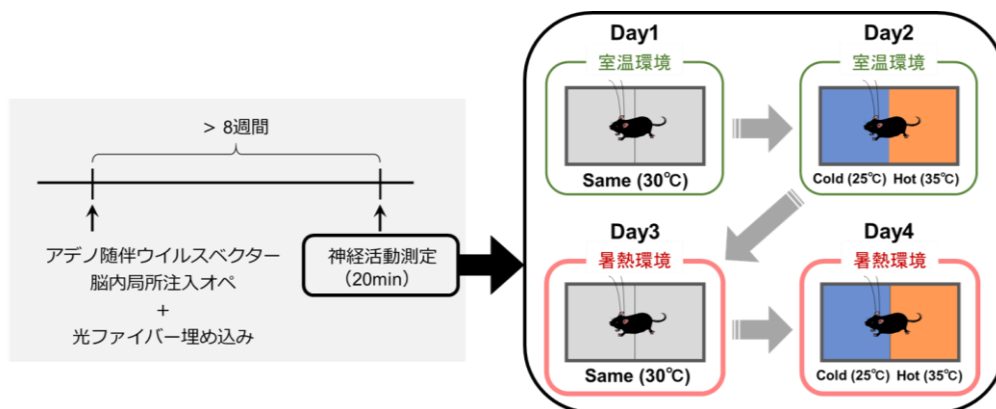 > 8週間
アデノ随伴ウイルスベクター
脳内局所注入オペ
+
光ファイバー埋め込み
神経活動測定
（20min）
Day1
室温環境
Same (30℃)
Day2
室温環境
Cold (25℃) Hot (35℃)
Day3
暑熱環境
Same (30℃)
Day4
暑熱環境
Cold (25℃) Hot (35℃)